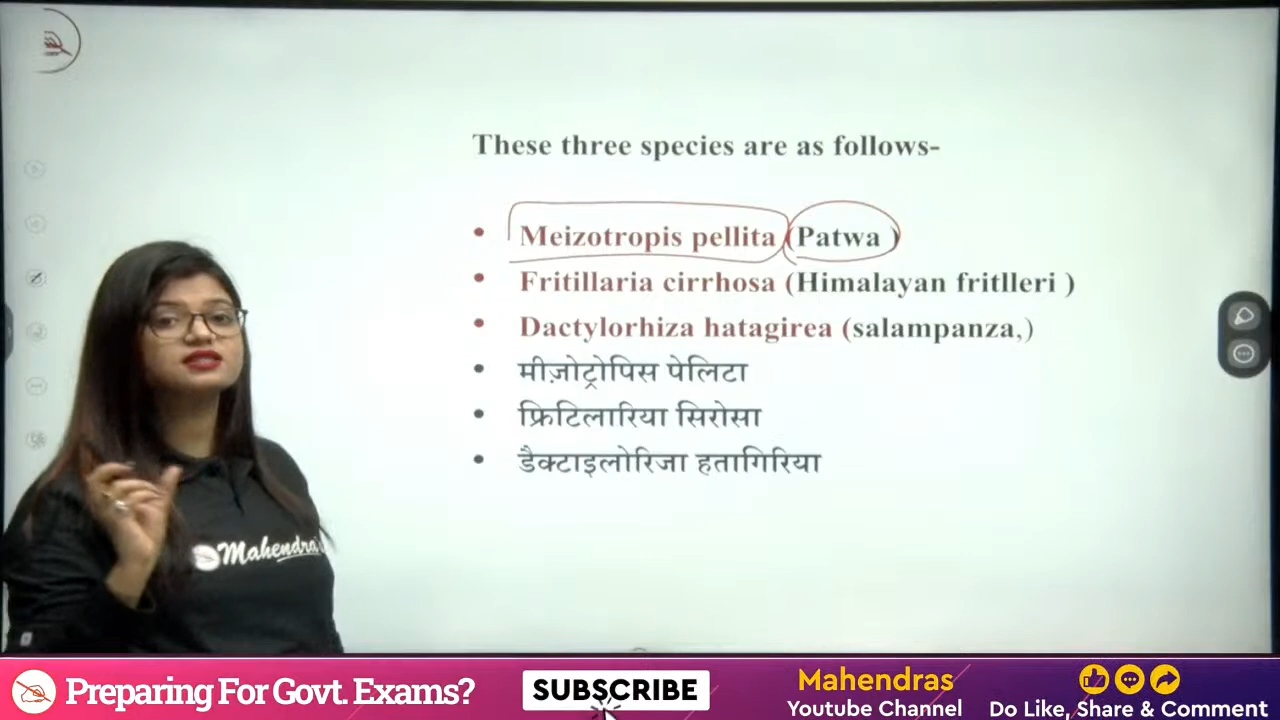 These three species are as follows-
• Meizotropis pellita (Patwa )
• Fritillaria cirrhosa (Himalayan fritlleri )
• Dactylorhiza hatagirea (salampanza,)
• मीज़ोट्रोपिस पेलिटा
• फ्रिटिलारिया सिरोसा
• डैक्टाइलोरिजा हतागिरिया
Mahendra's
Preparing For Govt. Exams?
SUBSCRIBE
Mahendras
Youtube Channel
Do Like, Share & Comment